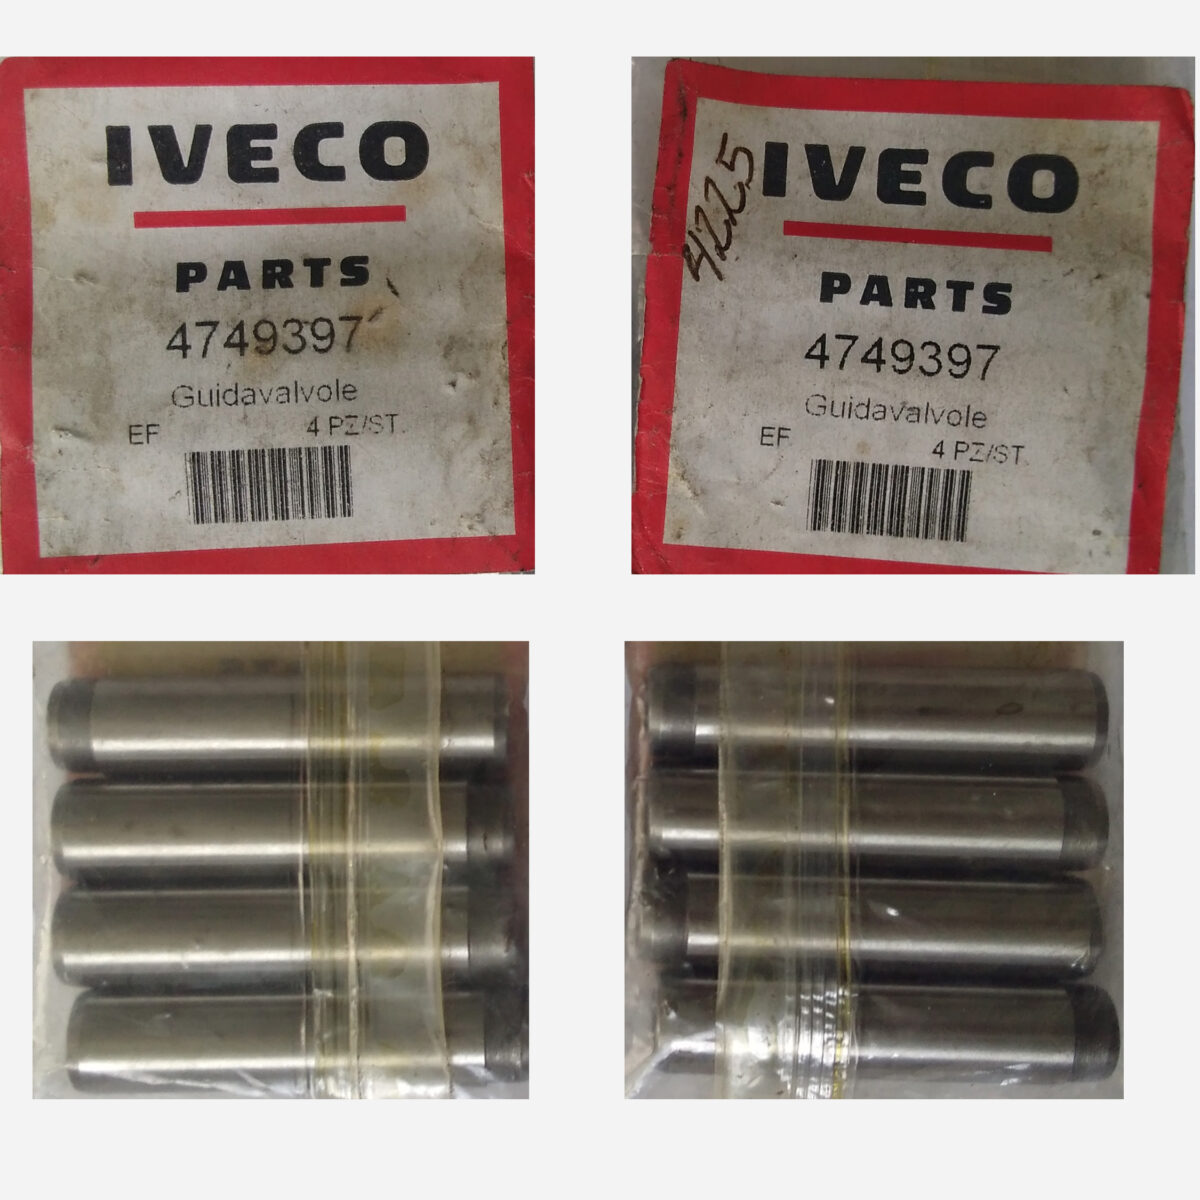 IVECO
PARTS
4749397
Guidavalvole
EF 4 PZ/ST.
4225
IVECO
PARTS
4749397
Guidavalvole
EF 4 PZ/ST.